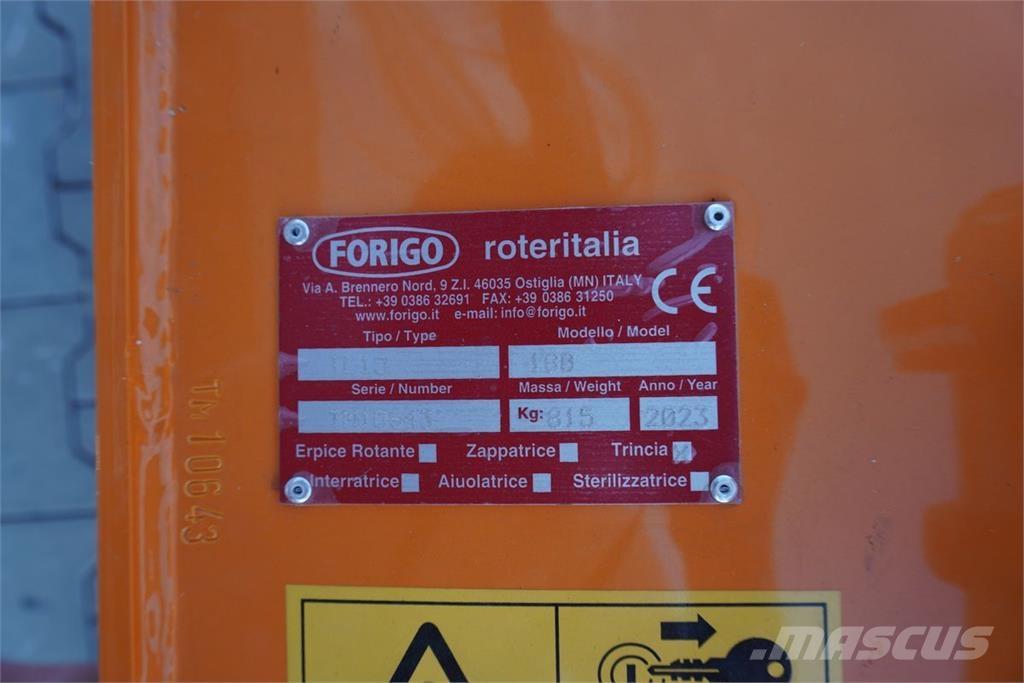 FORIGO roteritalia
Via A. Brennero Nord, 9 Z.I. 46035 Ostiglia (MN) ITALY
TEL.: +39 0386 32691 FAX: +39 0386 31250
www.forigo.it e-mail: info@forigo.it
CE
Tipo / Type Modello / Model
Serie / Number Massa / Weight Anno / Year
Kg: 815 2023
Erpice Rotante Zappatrice Trincia X
Interratrice Aiuolatrice Sterilizzatrice
TM10643
MASCUS